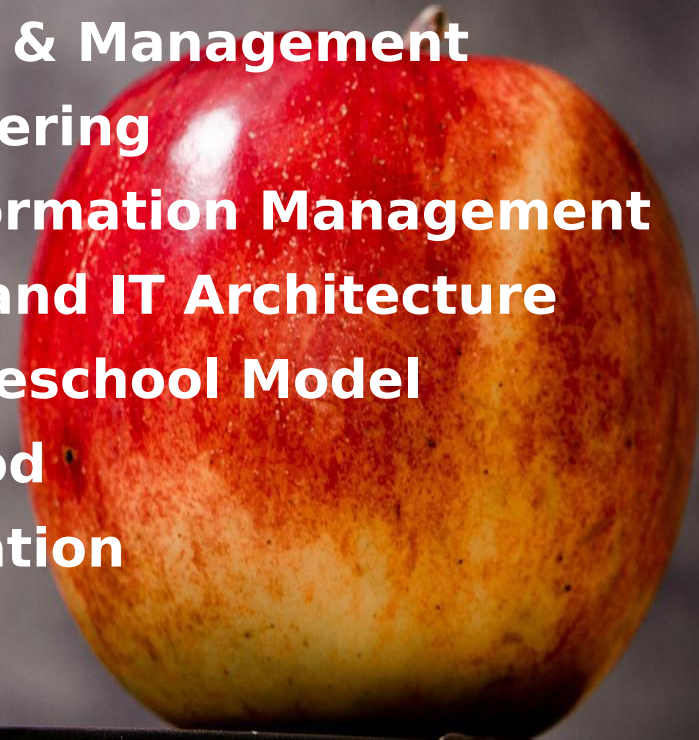 & Management
ering
ormation Management
and IT Architecture
eschool Model
od
ation